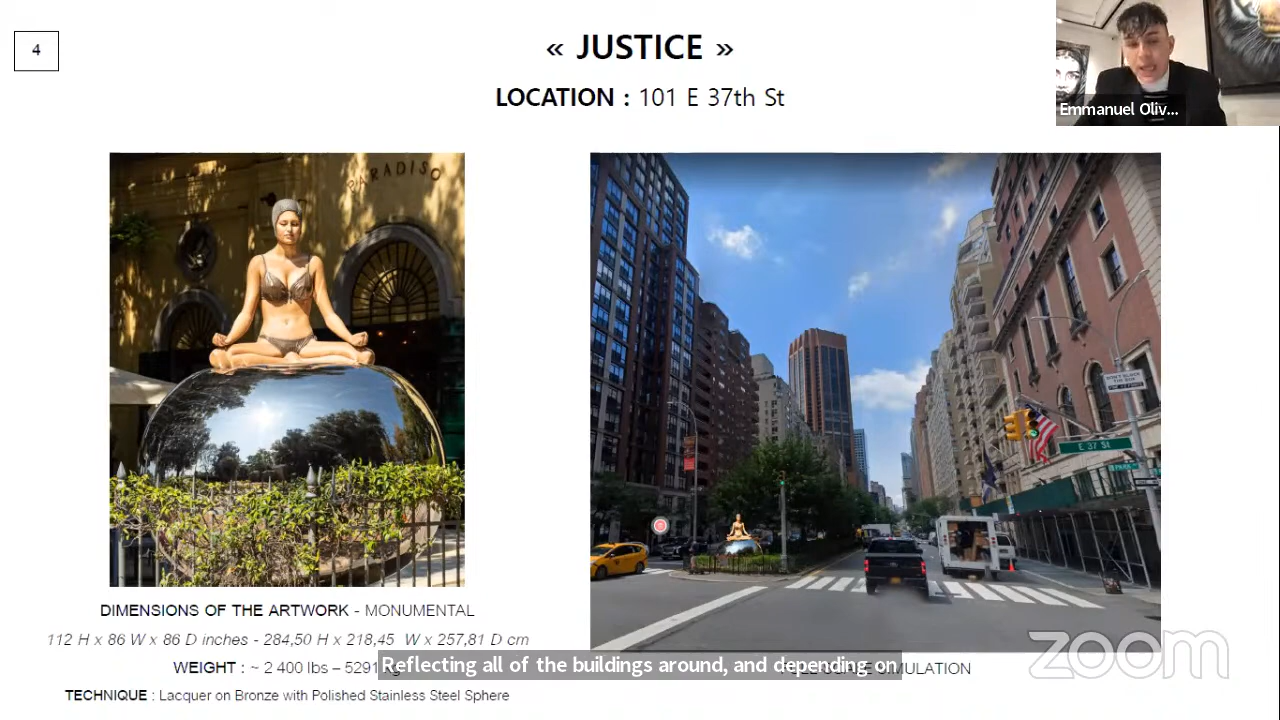 4
« JUSTICE »
LOCATION : 101 E 37th St
Emmanuel Oliv...
PARADISO
E 37 St
DIMENSIONS OF THE ARTWORK - MONUMENTAL
112 H x 86 W x 86 D inches - 284,50 H x 218,45 W x 257,81 D cm
WEIGHT : ~ 2 400 lbs – 5291
Reflecting all of the buildings around, and depending on
SIMULATION
TECHNIQUE : Lacquer on Bronze with Polished Stainless Steel Sphere
zoom